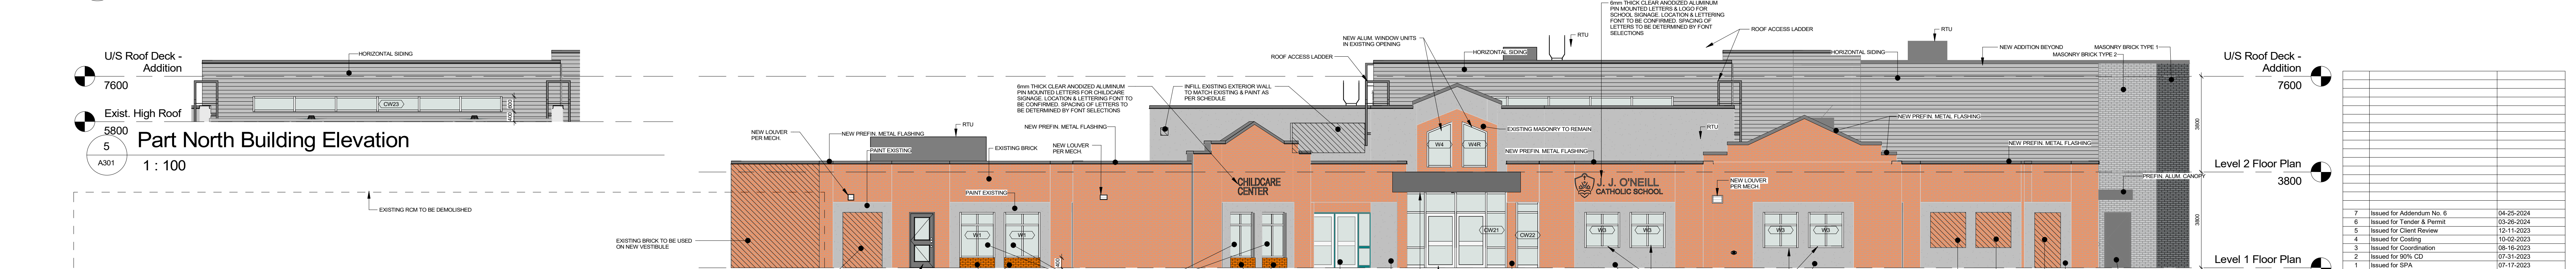 U/S Roof Deck -
Addition
7600
Exist. High Roof
5800
HORIZONTAL SIDING
CW23
600
400
5
A301
Part North Building Elevation
1 : 100
EXISTING RCM TO BE DEMOLISHED
EXISTING BRICK TO BE USED
ON NEW VESTIBULE
NEW LOUVER
PER MECH.
NEW PREFIN. METAL FLASHING
PAINT EXISTING
RTU
EXISTING BRICK
PAINT EXISTING
W1
W1
400
NEW LOUVER
PER MECH.
NEW PREFIN. METAL FLASHING
6mm THICK CLEAR ANODIZED ALUMINUM
PIN MOUNTED LETTERS FOR CHILDCARE
SIGNAGE. LOCATION & LETTERING FONT TO
BE CONFIRMED. SPACING OF LETTERS TO
BE DETERMINED BY FONT SELECTIONS
INFILL EXISTING EXTERIOR WALL
TO MATCH EXISTING & PAINT AS
PER SCHEDULE
CHILDCARE
CENTER
ROOF ACCESS LADDER
NEW ALUM. WINDOW UNITS
IN EXISTING OPENING
HORIZONTAL SIDING
RTU
W4
W4R
EXISTING MASONRY TO REMAIN
NEW PREFIN. METAL FLASHING
CW21
CW22
6mm THICK CLEAR ANODIZED ALUMINUM
PIN MOUNTED LETTERS & LOGO FOR
SCHOOL SIGNAGE. LOCATION & LETTERING
FONT TO BE CONFIRMED. SPACING OF
LETTERS TO BE DETERMINED BY FONT
SELECTIONS
J. J. O'NEILL
CATHOLIC SCHOOL
W3
W3
ROOF ACCESS LADDER
RTU
NEW LOUVER
PER MECH.
W3
W3
HORIZONTAL SIDING
RTU
NEW PREFIN. METAL FLASHING
NEW PREFIN. METAL FLASHING
NEW ADDITION BEYOND
MASONRY BRICK TYPE 1
MASONRY BRICK TYPE 2
PREFIN. ALUM. CANOPY
3800
3800
U/S Roof Deck -
Addition
7600
Level 2 Floor Plan
3800
Level 1 Floor Plan
7 Issued for Addendum No. 6 04-25-2024
6 Issued for Tender & Permit 03-26-2024
5 Issued for Client Review 12-11-2023
4 Issued for Costing 10-02-2023
3 Issued for Coordination 08-16-2023
2 Issued for 90% CD 07-31-2023
1 Issued for SPA 07-17-2023